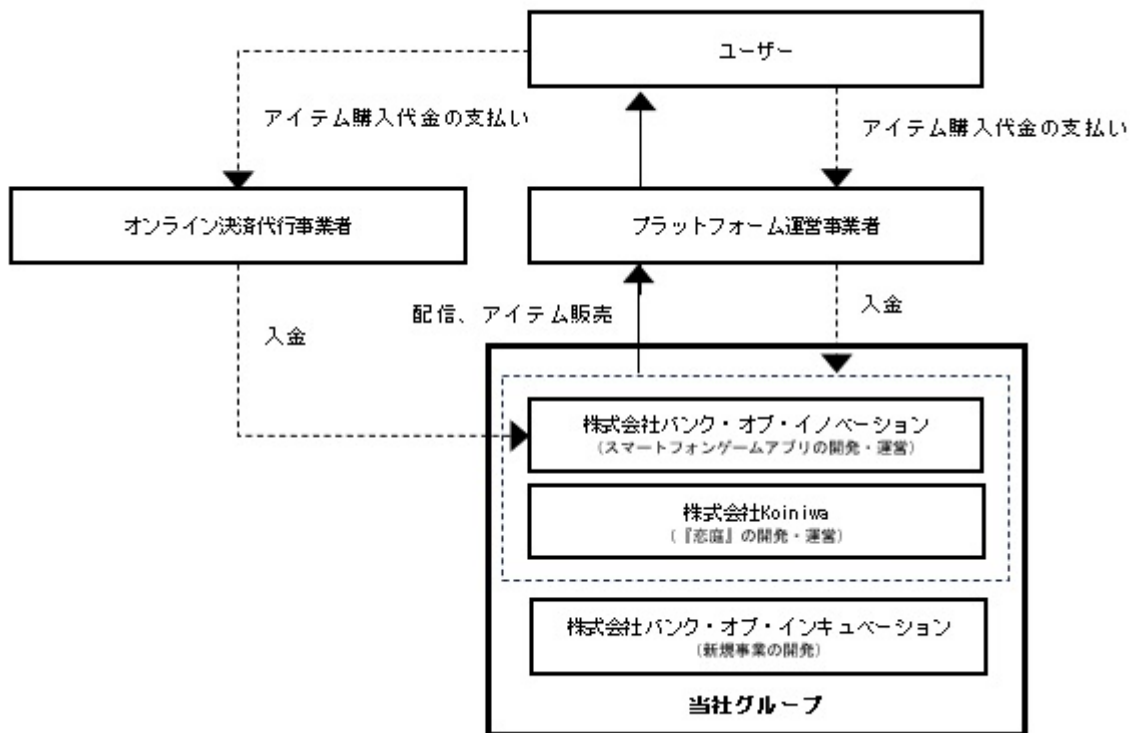 ユーザー
アイテム購入代金の支払い
アイテム購入代金の支払い
オンライン決済代行事業者
プラットフォーム運営事業者
配信、アイテム販売
入金
入金
株式会社バンク・オブ・イノベーション
(スマートフォンゲームアプリの開発・運営)
株式会社Koiniwa
(『恋庭』の開発・運営)
株式会社バンク・オブ・インキュベーション
(新規事業の開発)
当社グループ